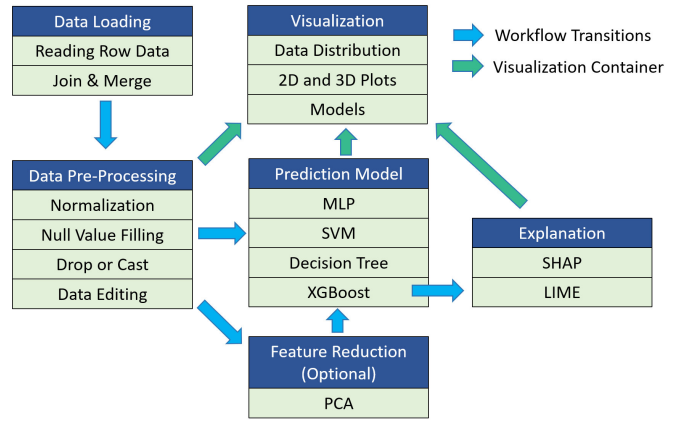 Data Loading
Reading Row Data
Join & Merge
Visualization
Data Distribution
2D and 3D Plots
Models
Workflow Transitions
Visualization Container
Data Pre-Processing
Normalization
Null Value Filling
Drop or Cast
Data Editing
Prediction Model
MLP
SVM
Decision Tree
XGBoost
Explanation
SHAP
LIME
Feature Reduction
(Optional)
PCA